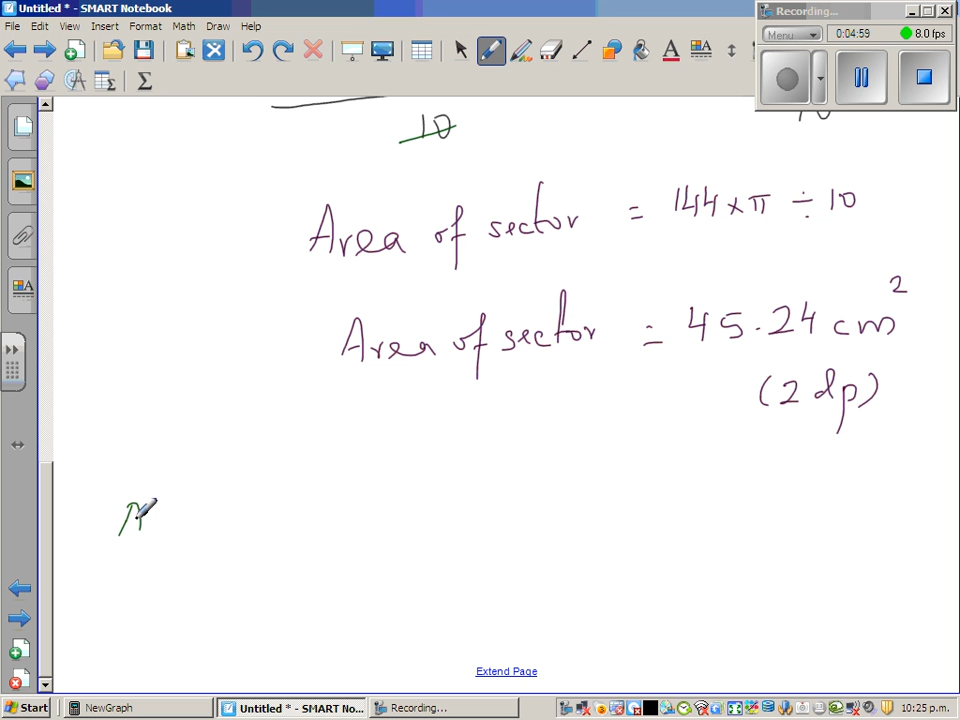 Untitled * - SMART Notebook
Recording...
File Edit View Insert Format Math Draw Help
Menu 0:04:59 8.0 fps
10
10
Area of sector = 144 × π ÷ 10
Area of sector = 45.24 cm²
(2 dp)
Extend Page
Start NewGraph Untitled * - SMART No... Recording... 10:25 p.m.